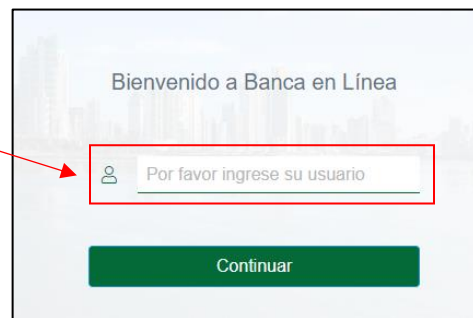 Bienvenido a Banca en Línea
Por favor ingrese su usuario
Continuar